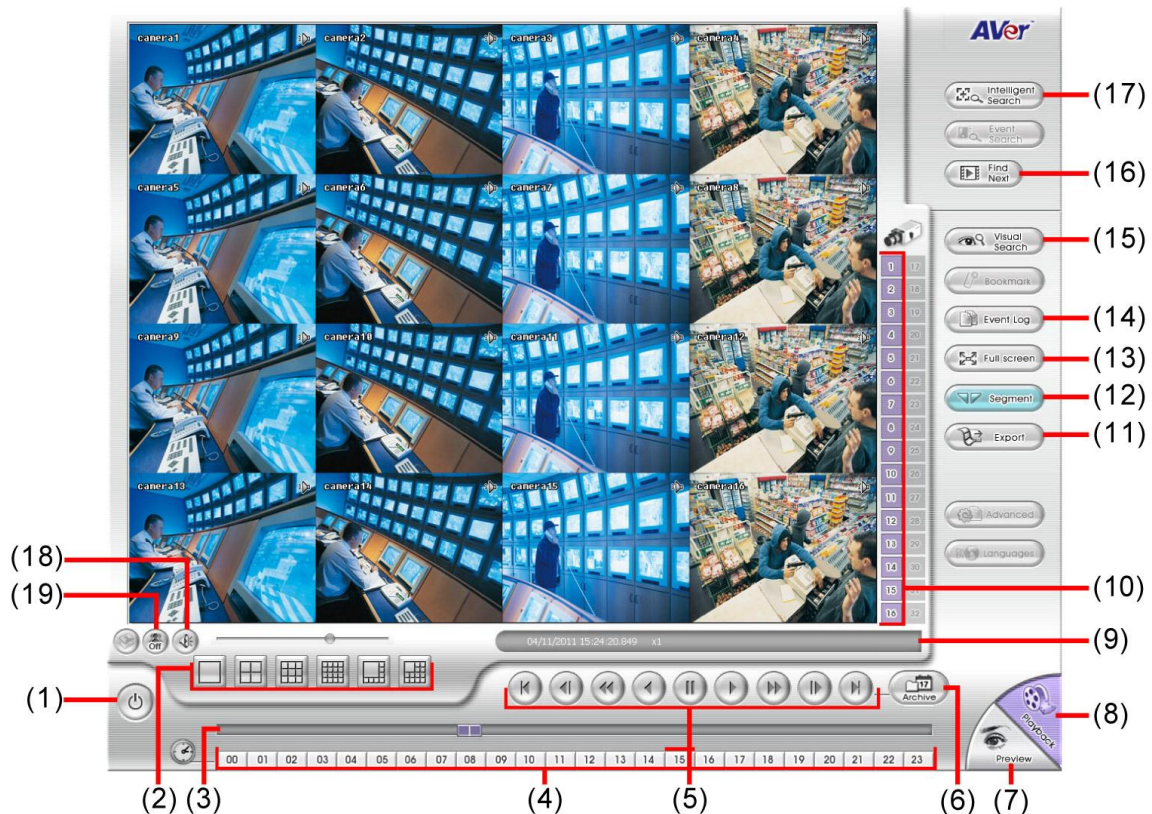 AVer
camera1 camera2 camera3 camera4
Intelligent Search
(17)
Event Search
Find Next
(16)
camera5 camera6 camera7 camera8
Visual Search
(15)
1 17
2 18
3 19
4 20
5 21
6 22
7 23
8 24
9 25
10 26
11 27
12 28
13 29
14 30
15
16 32
Bookmark
Event Log
(14)
camera9 camera10 camera11 camera12
Full screen
(13)
Segment
(12)
Export
(11)
camera13 camera14 camera15 camera16
Advanced
Languages
(18)
(19)
(10)
Off
04/11/2011 15:24:20.849 x1
(9)
(1)
17
Archive
Playback
(8)
Preview
00 01 02 03 04 05 06 07 08 09 10 11 12 13 14 15 16 17 18 19 20 21 22 23
(2) (3) (4) (5) (6) (7)